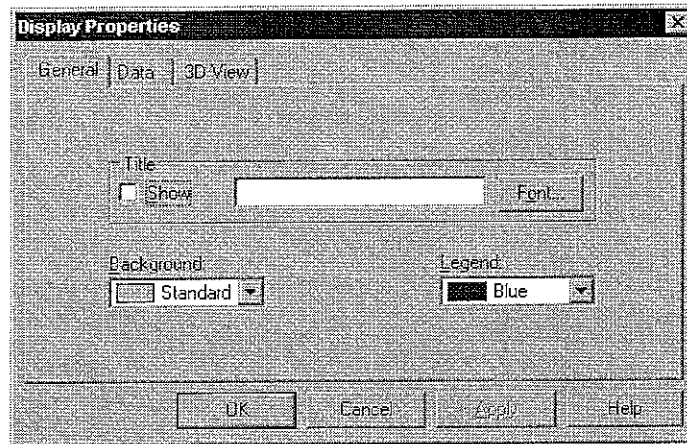 Display Properties
General Data 3D View
Title
Show Font...
Background Legend
Standard Blue
OK Cancel Apply Help